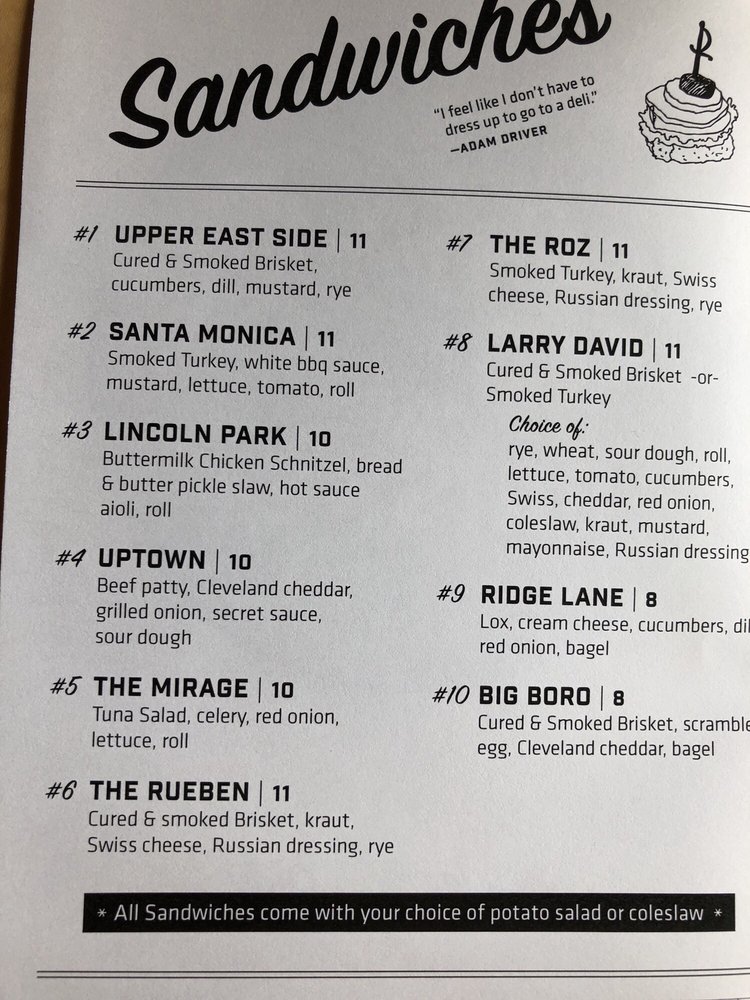 Sandwiches
"I feel like I don't have to
dress up to go to a deli."
—ADAM DRIVER
#1 UPPER EAST SIDE | 11
Cured & Smoked Brisket,
cucumbers, dill, mustard, rye
#2 SANTA MONICA | 11
Smoked Turkey, white bbq sauce,
mustard, lettuce, tomato, roll
#3 LINCOLN PARK | 10
Buttermilk Chicken Schnitzel, bread
& butter pickle slaw, hot sauce
aioli, roll
#4 UPTOWN | 10
Beef patty, Cleveland cheddar,
grilled onion, secret sauce,
sour dough
#5 THE MIRAGE | 10
Tuna Salad, celery, red onion,
lettuce, roll
#6 THE RUEBEN | 11
Cured & smoked Brisket, kraut,
Swiss cheese, Russian dressing, rye
#7 THE ROZ | 11
Smoked Turkey, kraut, Swiss
cheese, Russian dressing, rye
#8 LARRY DAVID | 11
Cured & Smoked Brisket -or-
Smoked Turkey
Choice of:
rye, wheat, sour dough, roll,
lettuce, tomato, cucumbers,
Swiss, cheddar, red onion,
coleslaw, kraut, mustard,
mayonnaise, Russian dressing
#9 RIDGE LANE | 8
Lox, cream cheese, cucumbers,
red onion, bagel
#10 BIG BORO | 8
Cured & Smoked Brisket,
egg, Cleveland cheddar, bagel
* All Sandwiches come with your choice of potato salad or coleslaw *